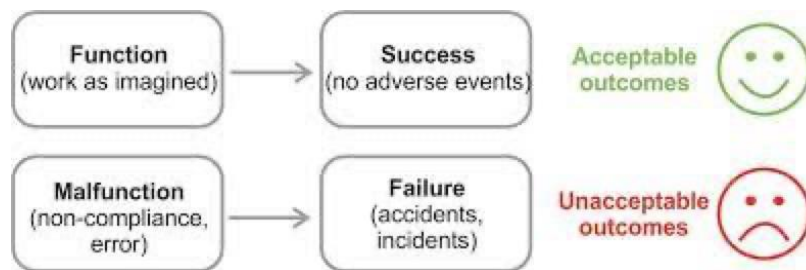 Function
(work as imagined)
Success
(no adverse events)
Acceptable
outcomes
Malfunction
(non-compliance,
error)
Failure
(accidents,
incidents)
Unacceptable
outcomes